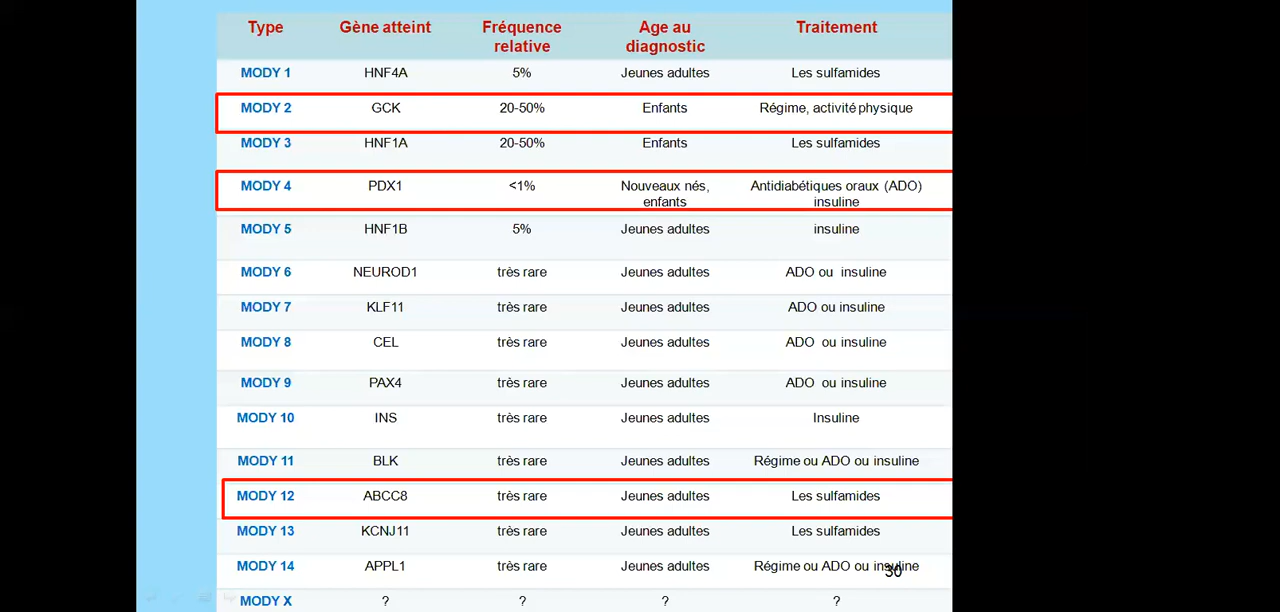 Type Gène atteint Fréquence relative Age au diagnostic Traitement
MODY 1 HNF4A 5% Jeunes adultes Les sulfamides
MODY 2 GCK 20-50% Enfants Régime, activité physique
MODY 3 HNF1A 20-50% Enfants Les sulfamides
MODY 4 PDX1 <1% Nouveaux nés, enfants Antidiabétiques oraux (ADO) insuline
MODY 5 HNF1B 5% Jeunes adultes insuline
MODY 6 NEUROD1 très rare Jeunes adultes ADO ou insuline
MODY 7 KLF11 très rare Jeunes adultes ADO ou insuline
MODY 8 CEL très rare Jeunes adultes ADO ou insuline
MODY 9 PAX4 très rare Jeunes adultes ADO ou insuline
MODY 10 INS très rare Jeunes adultes Insuline
MODY 11 BLK très rare Jeunes adultes Régime ou ADO ou insuline
MODY 12 ABCC8 très rare Jeunes adultes Les sulfamides
MODY 13 KCNJ11 très rare Jeunes adultes Les sulfamides
MODY 14 APPL1 très rare Jeunes adultes Régime ou ADO ou insuline
30
MODY X ? ? ? ?